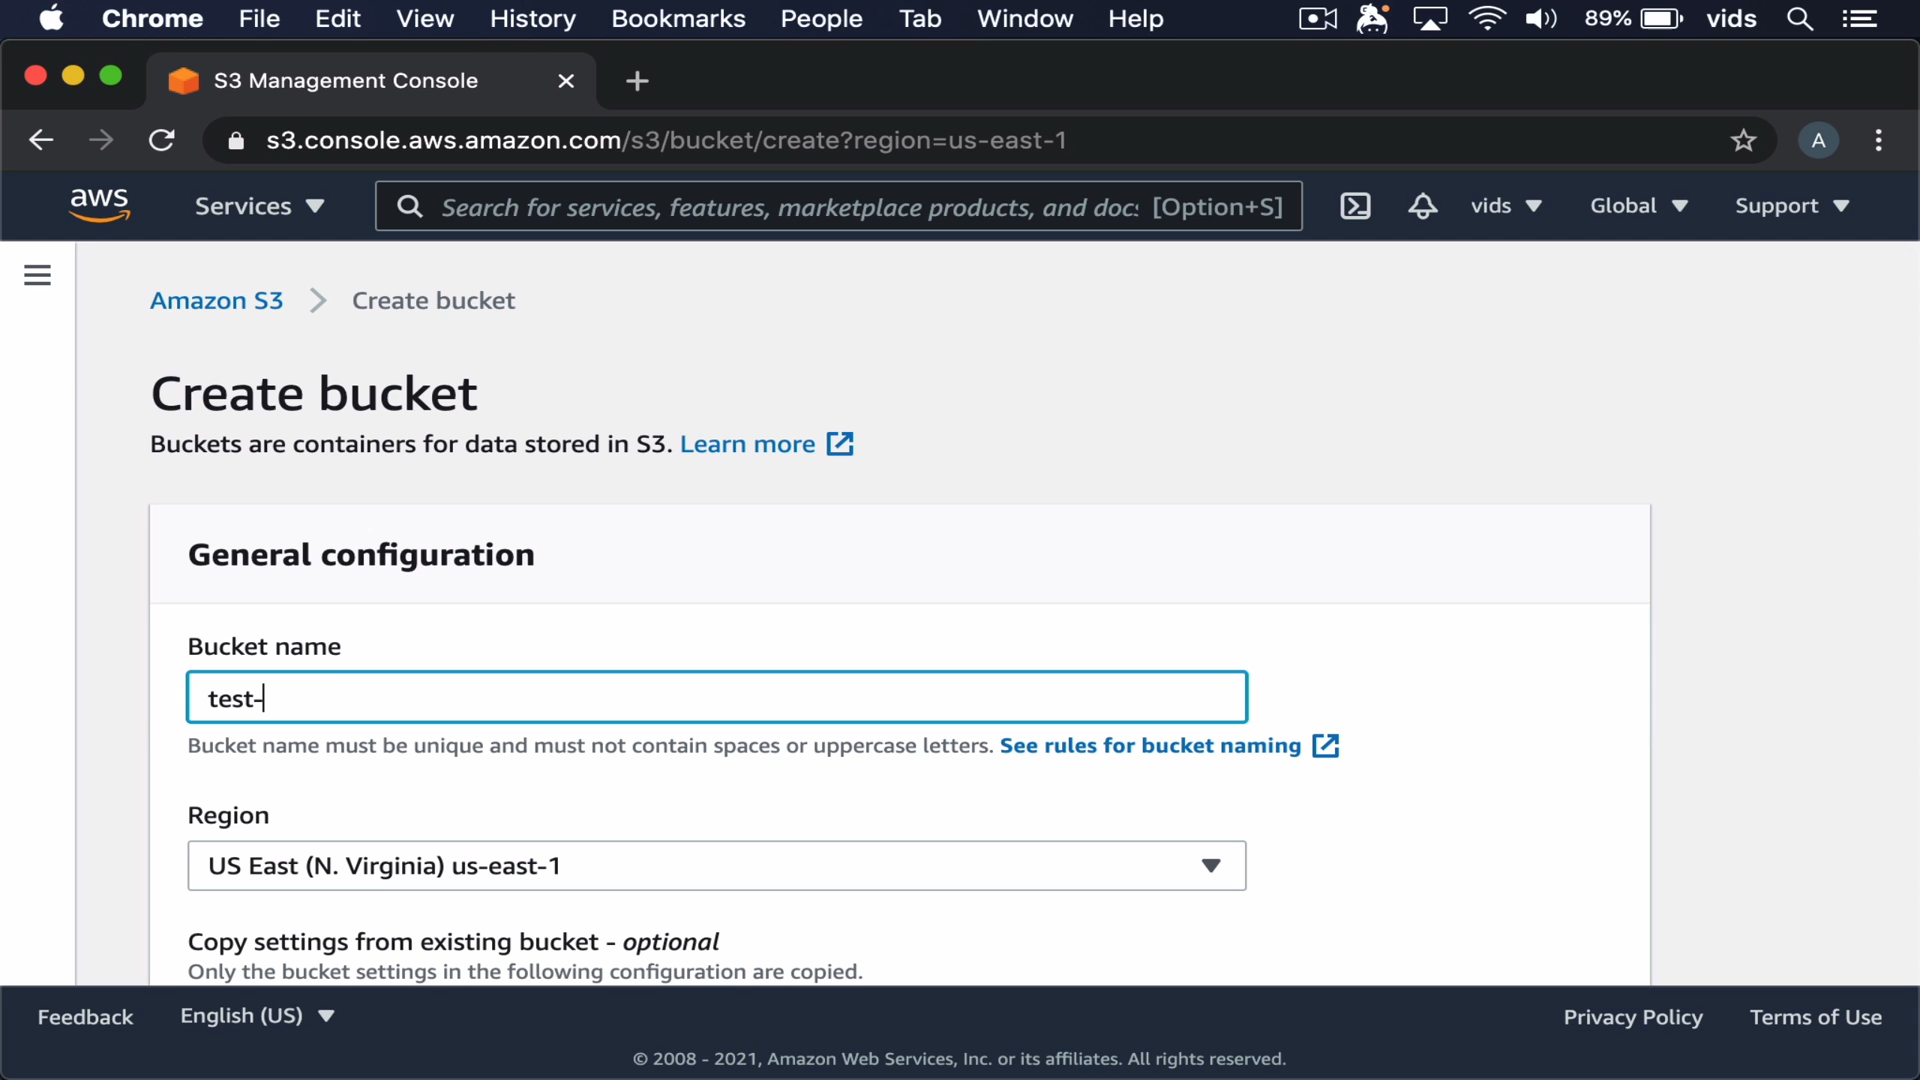 Chrome File Edit View History Bookmarks People Tab Window Help 89% vids
S3 Management Console
s3.console.aws.amazon.com/s3/bucket/create?region=us-east-1 A
aws Services Search for services, features, marketplace products, and docs [Option+S] vids Global Support
Amazon S3 Create bucket
Create bucket
Buckets are containers for data stored in S3. Learn more
General configuration
Bucket name
test-
Bucket name must be unique and must not contain spaces or uppercase letters. See rules for bucket naming
Region
US East (N. Virginia) us-east-1
Copy settings from existing bucket - optional
Only the bucket settings in the following configuration are copied.
Feedback English (US) Privacy Policy Terms of Use
© 2008 - 2021, Amazon Web Services, Inc. or its affiliates. All rights reserved.